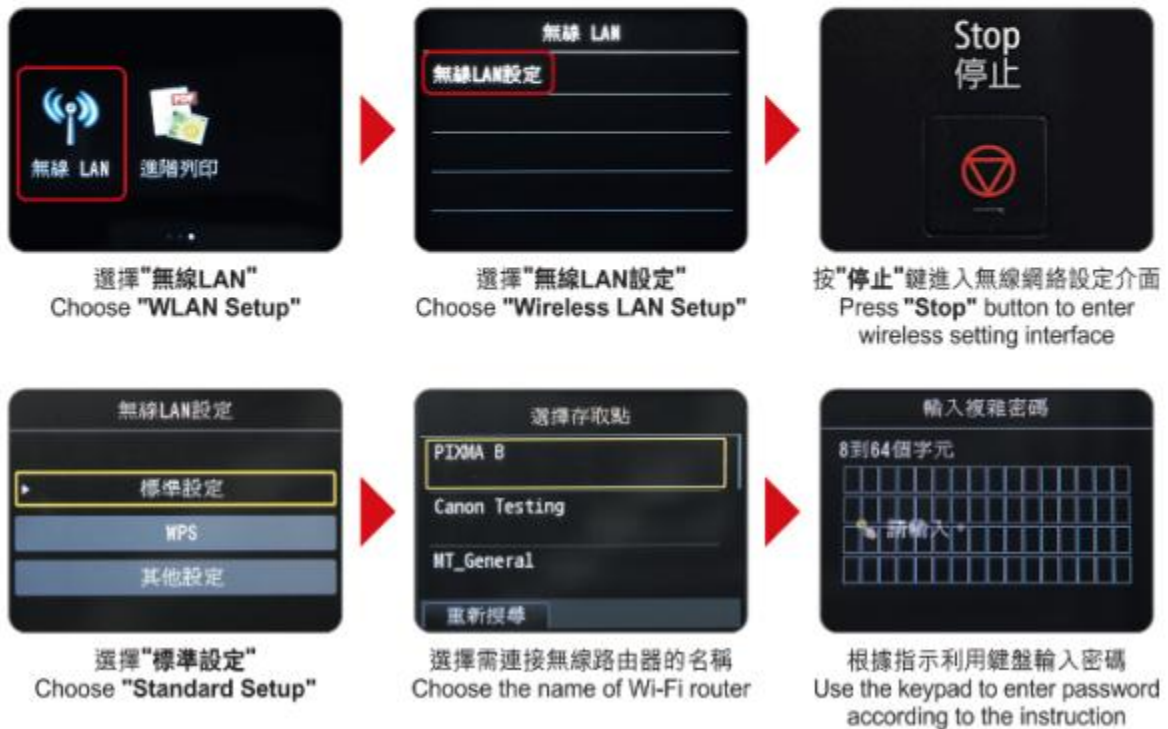 無線 LAN
進階列印
選擇"無線LAN"
Choose "WLAN Setup"
無線 LAN
無線LAN設定
選擇"無線LAN設定"
Choose "Wireless LAN Setup"
Stop
停止
按"停止"鍵進入無線網絡設定介面
Press "Stop" button to enter
wireless setting interface
無線LAN設定
標準設定
WPS
其他設定
選擇"標準設定"
Choose "Standard Setup"
選擇存取點
PIXMA B
Canon Testing
MT_General
重新搜尋
選擇需連接無線路由器的名稱
Choose the name of Wi-Fi router
輸入複雜密碼
8到64個字元
請輸入。
根據指示利用鍵盤輸入密碼
Use the keypad to enter password
according to the instruction